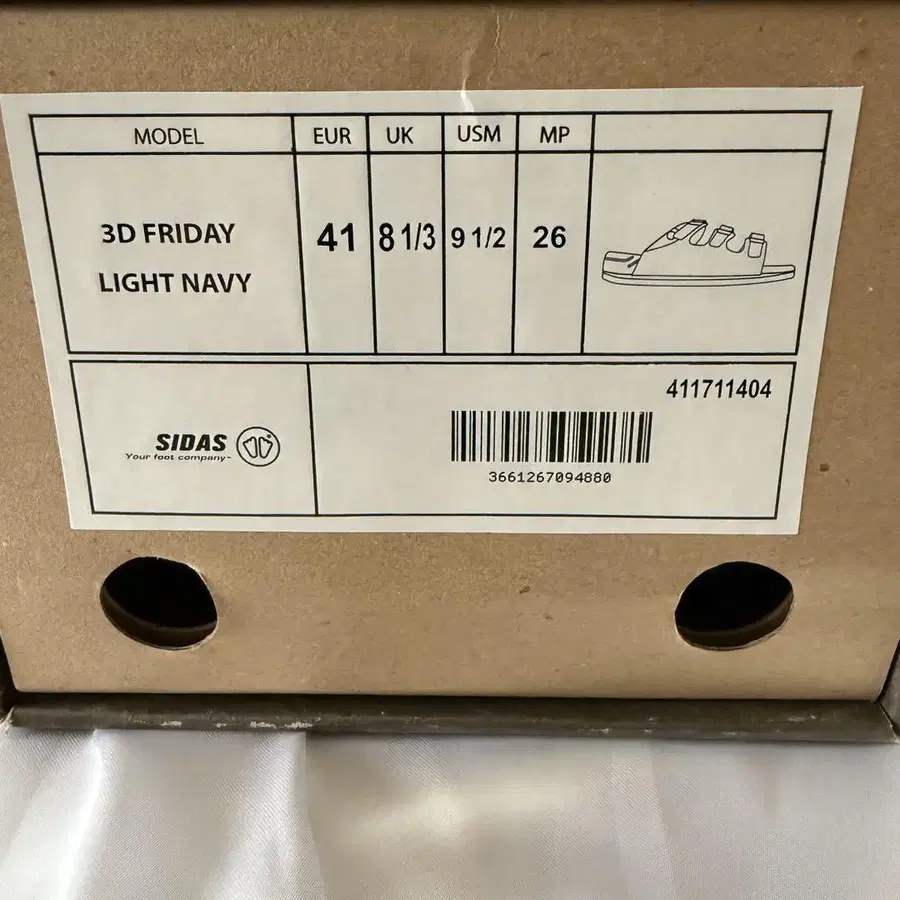 MODEL EUR UK USM MP
3D FRIDAY
LIGHT NAVY
41 8 1/3 9 1/2 26
SIDAS
Your foot company™
411711404
3661267094880